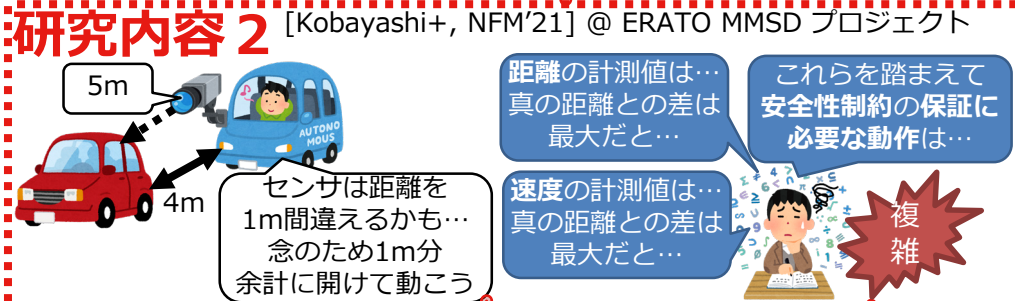 研究内容２ [Kobayashi+, NFM’21] @ ERATO MMSD プロジェクト
5m
AUTONO
MOUS
4m
センサは距離を
1m間違えるかも…
念のため1m分
余計に開けて動こう
距離の計測値は…
真の距離との差は
最大だと…
速度の計測値は…
真の距離との差は
最大だと…
これらを踏まえて
安全性制約の保証に
必要な動作は…
複
雑